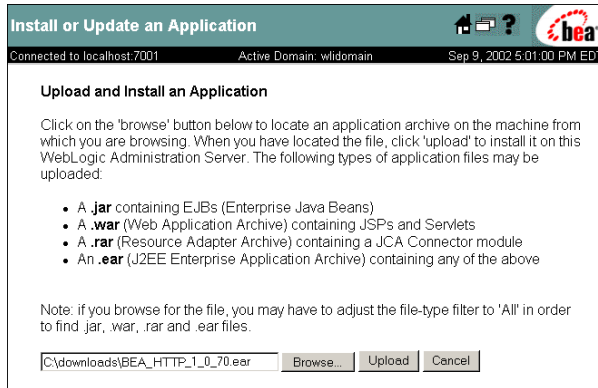 Install or Update an Application
?
bea
Connected to localhost:7001 Active Domain: wlidomain Sep 9, 2002 5:01:00 PM ED
Upload and Install an Application
Click on the 'browse' button below to locate an application archive on the machine from
which you are browsing. When you have located the file, click 'upload' to install it on this
WebLogic Administration Server. The following types of application files may be
uploaded:
• A .jar containing EJBs (Enterprise Java Beans)
• A .war (Web Application Archive) containing JSPs and Servlets
• A .rar (Resource Adapter Archive) containing a JCA Connector module
• An .ear (J2EE Enterprise Application Archive) containing any of the above
Note: if you browse for the file, you may have to adjust the file-type filter to 'All' in order
to find .jar, .war, .rar and .ear files.
C:\downloads\BEA_HTTP_1_0_70.ear Browse... Upload Cancel